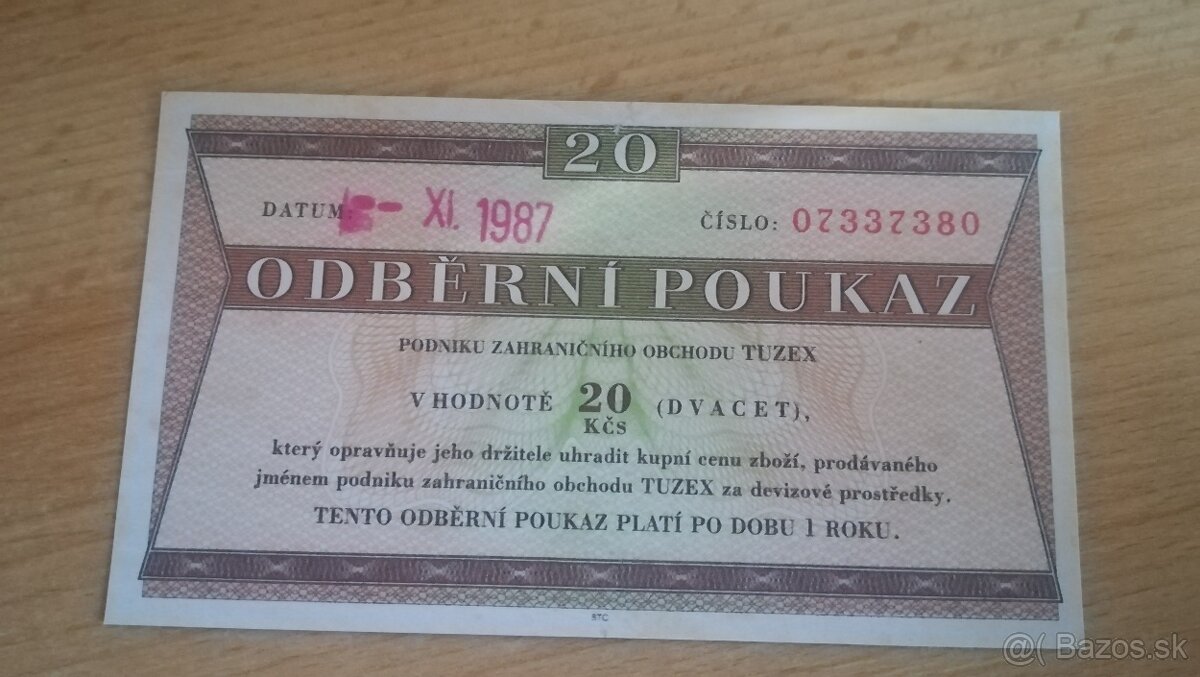 20
DATUM: - XI. 1987
ČÍSLO: 07337380
ODBĚRNÍ POUKAZ
PODNIKU ZAHRANIČNÍHO OBCHODU TUZEX
V HODNOTĚ 20 (DVACET),
KČS
který opravňuje jeho držitele uhradit kupní cenu zboží, prodávaného
jménem podniku zahraničního obchodu TUZEX za devizové prostředky.
TENTO ODBĚRNÍ POUKAZ PLATÍ PO DOBU 1 ROKU.
STC
@( Bazos.sk